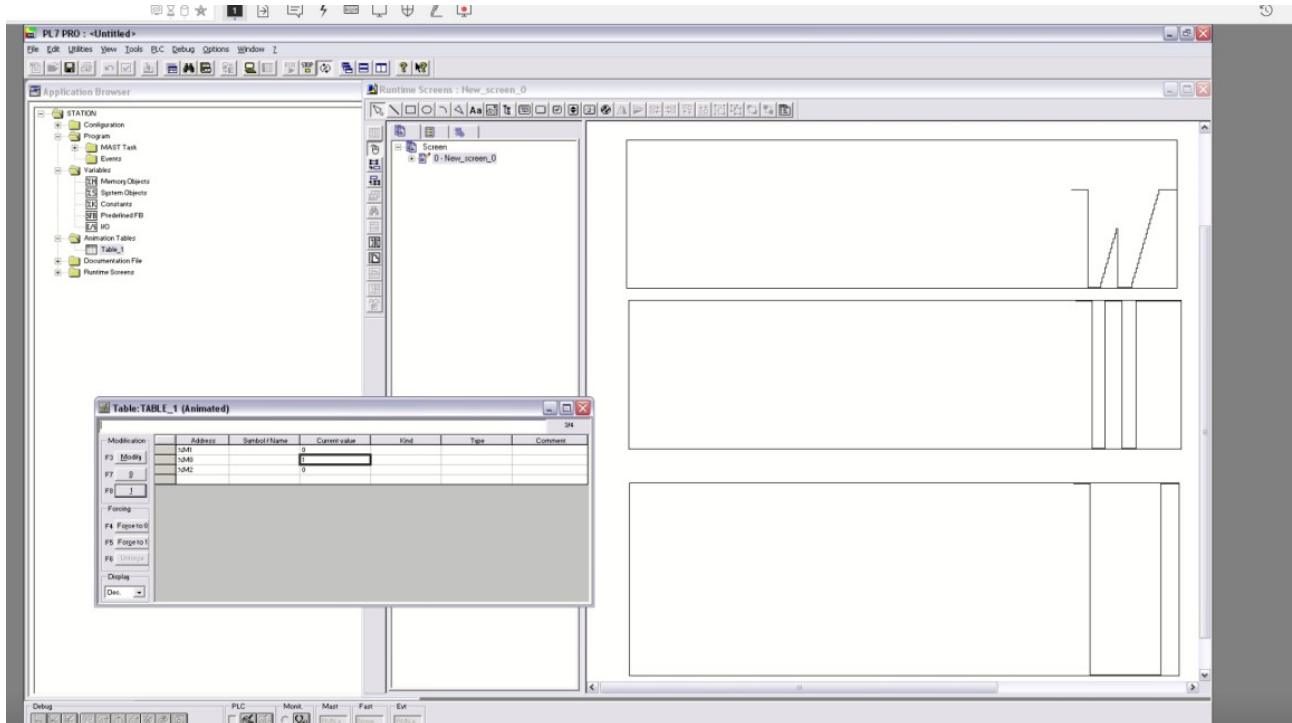 PL7 PRO : <Untitled>
File Edit Utilities View Tools PLC Debug Options Window ?
Application Browser
STATION
Configuration
Program
MAST Task
Events
Variables
Memory Objects
System Objects
Constants
Predefined FB
I/O
Animation Tables
Table_1
Documentation File
Runtime Screens
Runtime Screens : New_screen_0
Aa
Screen
0 - New_screen_0
Table: TABLE_1 (Animated)
3/4
Modification
F3 Modify
F7 0
F8 1
Forcing
F4 Force to 0
F5 Force to 1
F6
Display
Dec.
Address Symbol / Name Current value Kind Type Comment
%M1 0
%M0 1
%M2 0
Debug
PLC
Monit.
Mast
Fast
Evt